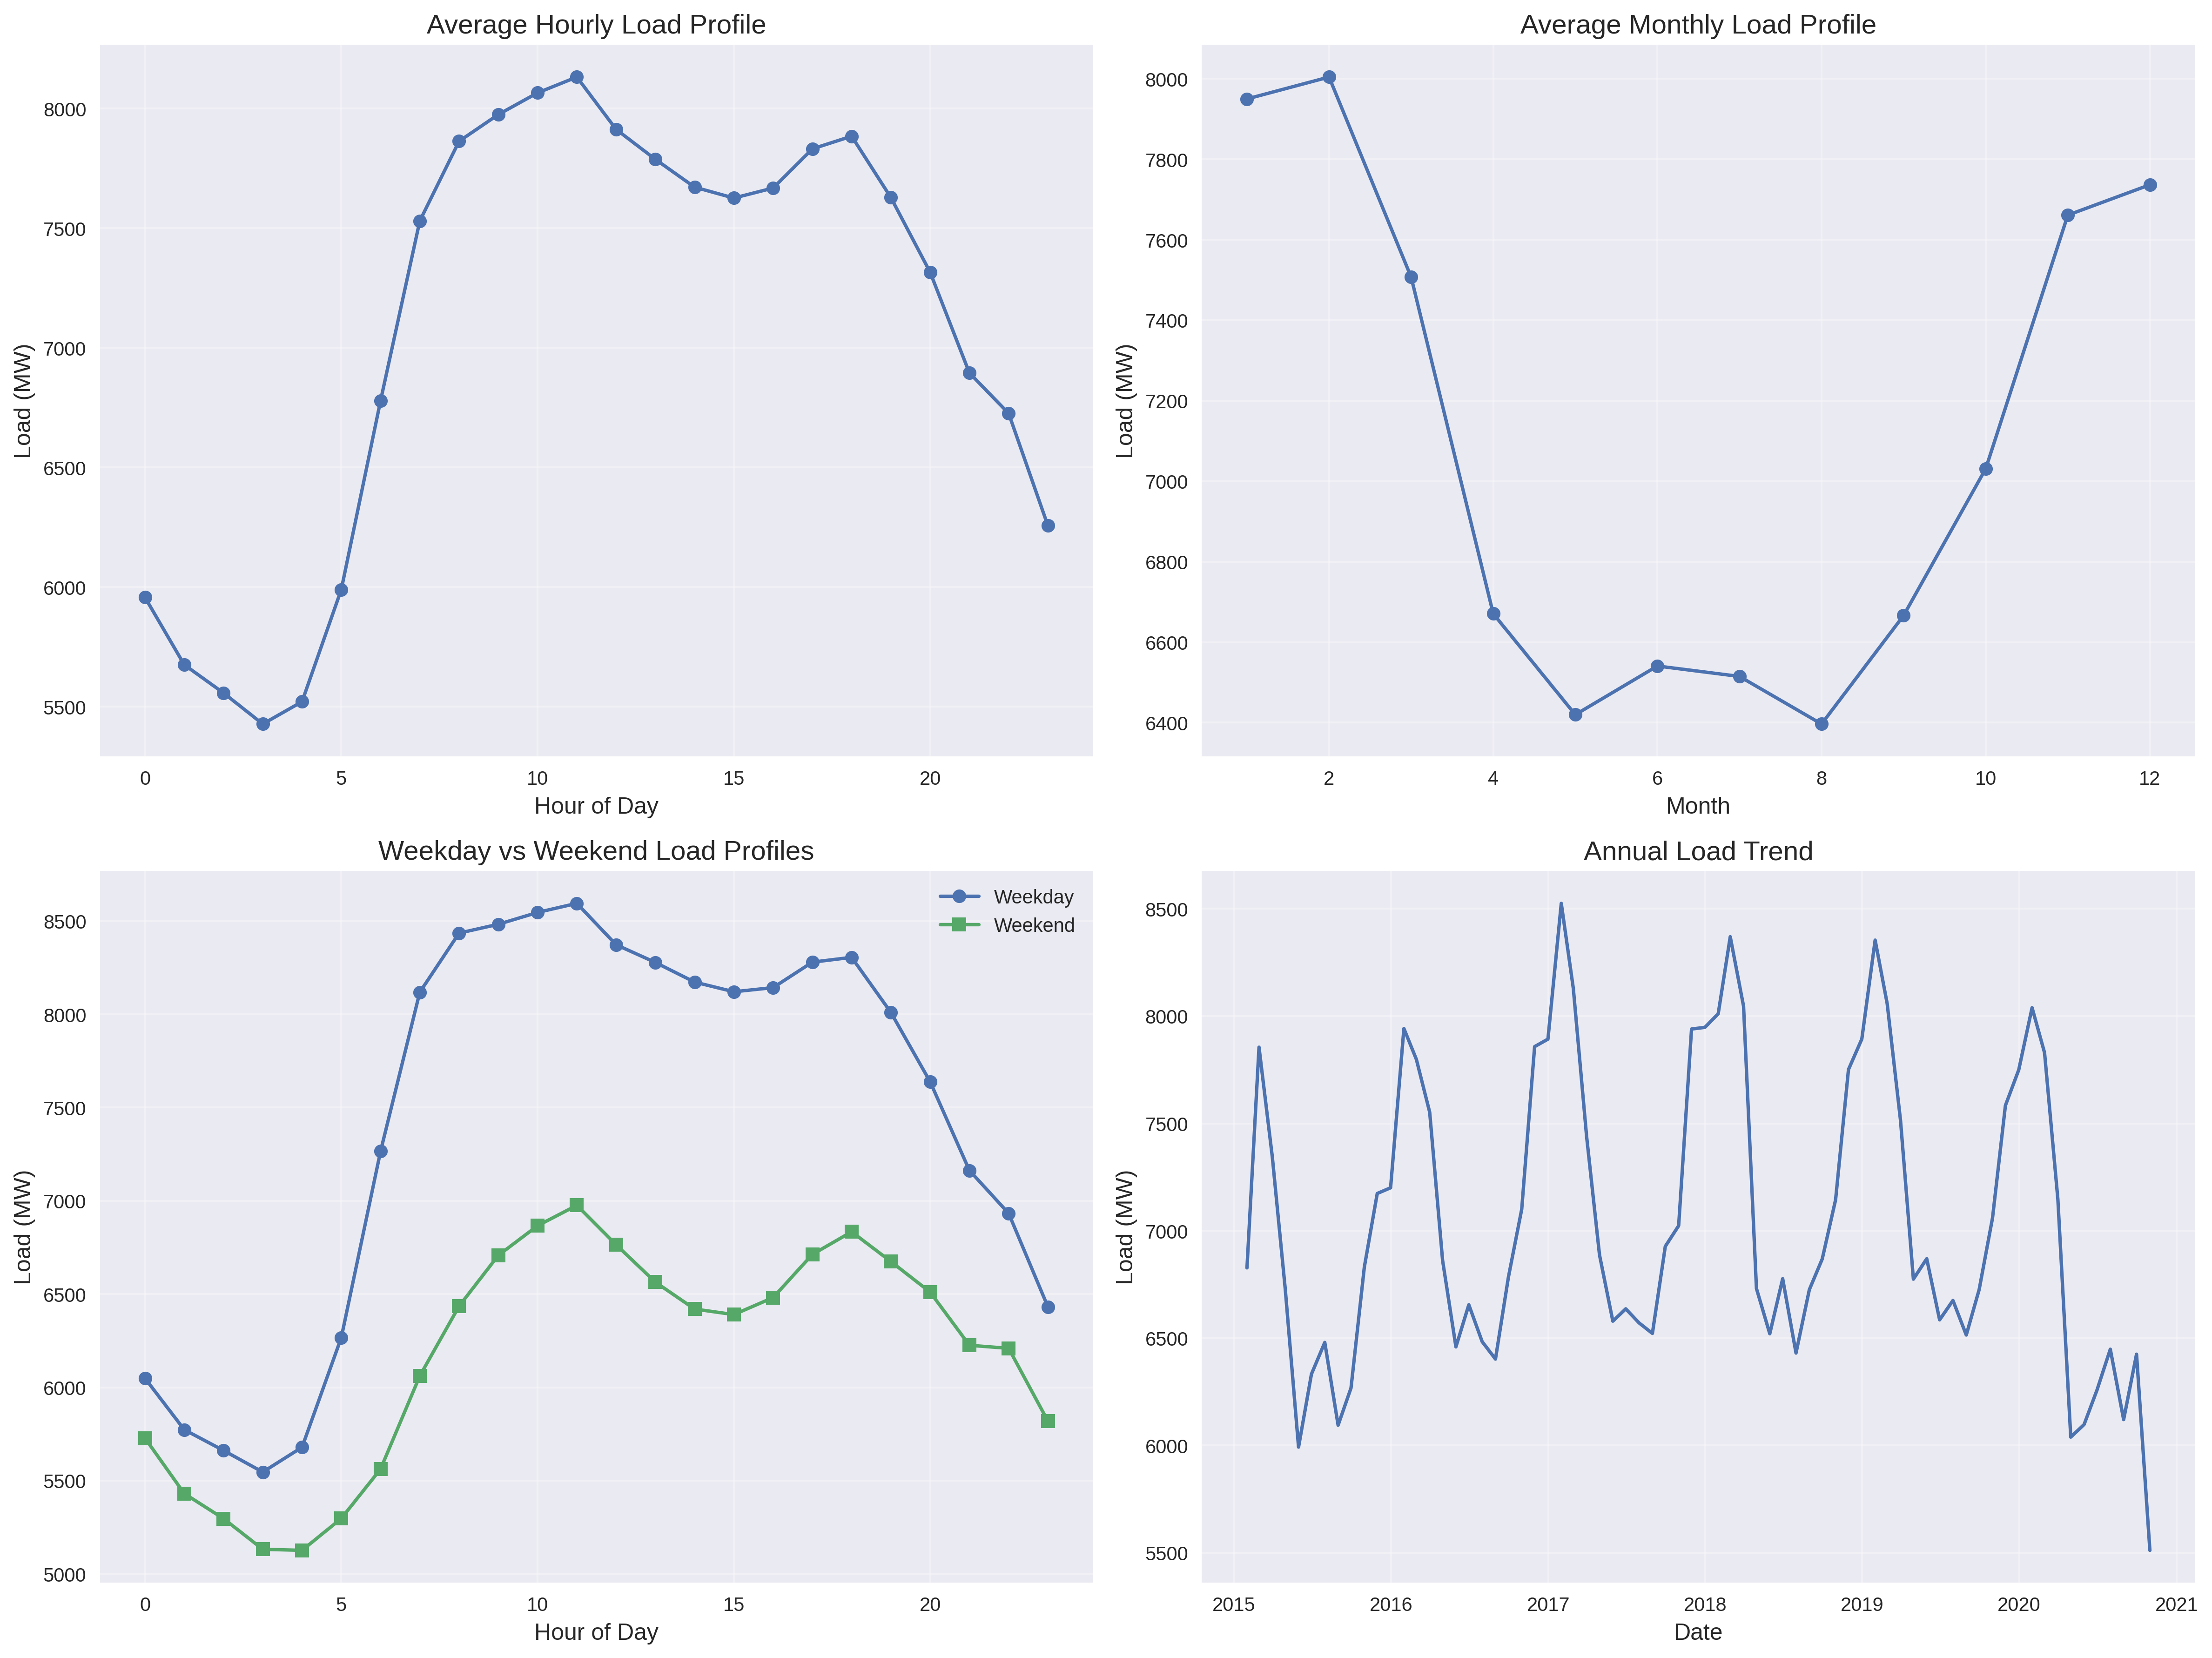 Average Hourly Load Profile
Load (MW)
8000
7500
7000
6500
6000
5500
0 5 10 15 20
Hour of Day
Average Monthly Load Profile
Load (MW)
8000
7800
7600
7400
7200
7000
6800
6600
6400
2 4 6 8 10 12
Month
Weekday vs Weekend Load Profiles
Weekday
Weekend
Load (MW)
8500
8000
7500
7000
6500
6000
5500
5000
0 5 10 15 20
Hour of Day
Annual Load Trend
Load (MW)
8500
8000
7500
7000
6500
6000
5500
2015 2016 2017 2018 2019 2020 2021
Date